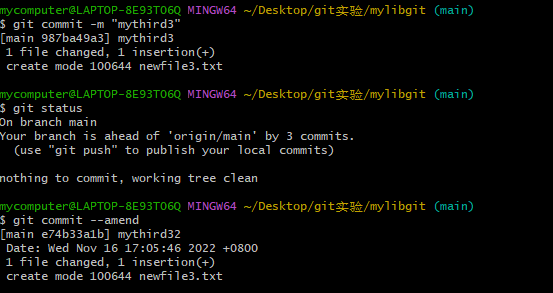 mycomputer@LAPTOP-8E93TO6Q MINGW64 ~/Desktop/git实验/mylibgit (main)
$ git commit -m "mythird3"
[main 987ba49a3] mythird3
 1 file changed, 1 insertion(+)
 create mode 100644 newfile3.txt
mycomputer@LAPTOP-8E93TO6Q MINGW64 ~/Desktop/git实验/mylibgit (main)
$ git status
On branch main
Your branch is ahead of 'origin/main' by 3 commits.
  (use "git push" to publish your local commits)
nothing to commit, working tree clean
mycomputer@LAPTOP-8E93TO6Q MINGW64 ~/Desktop/git实验/mylibgit (main)
$ git commit --amend
[main e74b33a1b] mythird32
 Date: Wed Nov 16 17:05:46 2022 +0800
 1 file changed, 1 insertion(+)
 create mode 100644 newfile3.txt